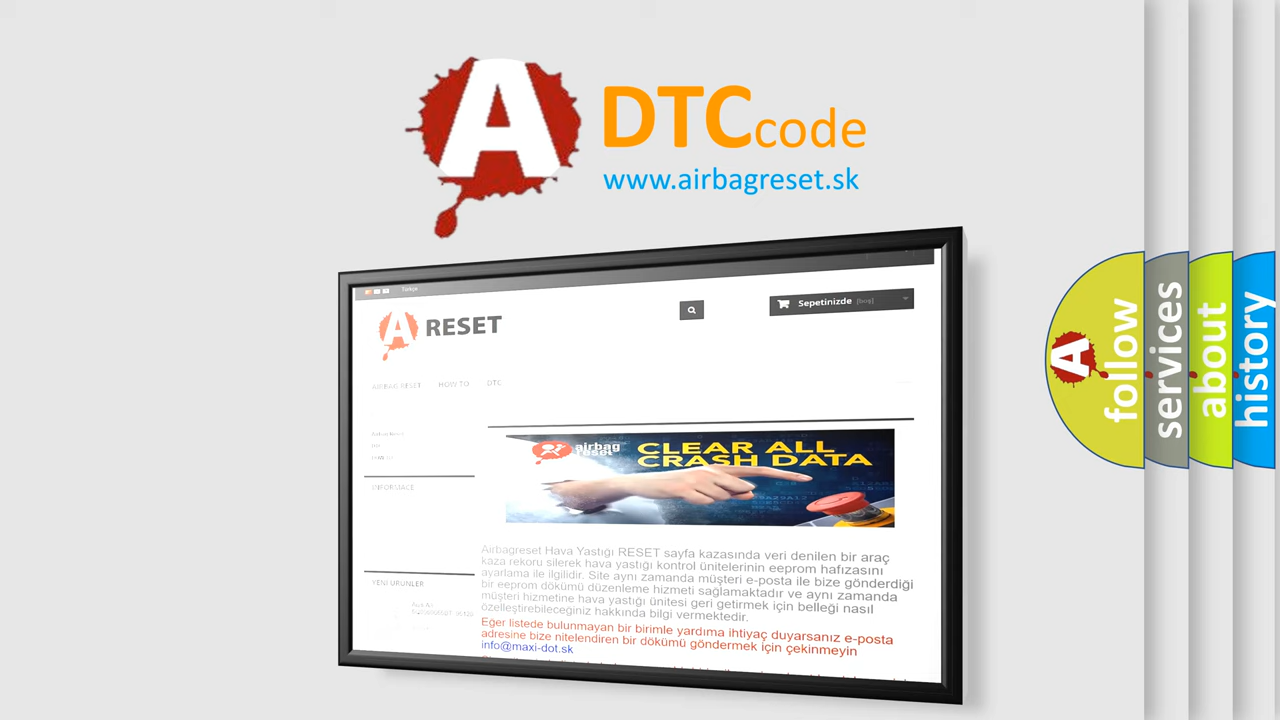 A
DTCcode
www.airbagreset.sk
Türkçe
A RESET
Sepetinizde
AIRBAG RESET HOW TO DTC
airbag
reset
CLEAR ALL
CRASH DATA
INFORMACE
Airbagreset Hava Yastığı RESET sayfa kazasında veri denilen bir araç
kaza rekoru silerek hava yastığı kontrol ünitelerinin eeprom hafızasını
ayarlama ile ilgilidir. Site aynı zamanda müşteri e-posta ile bize gönderdiği
bir eeprom dökümü düzenleme hizmeti sağlamaktadır ve aynı zamanda
müşteri hizmetine hava yastığı ünitesi geri getirmek için belleği nasıl
özelleştirebileceğiniz hakkında bilgi vermektedir.
YENI ÜRÜNLER
Eğer listede bulunmayan bir birimle yardıma ihtiyaç duyarsanız e-posta
adresine bize nitelendiren bir dökümü göndermek için çekinmeyin
info@maxi-dot.sk
A
follow
services
about
history